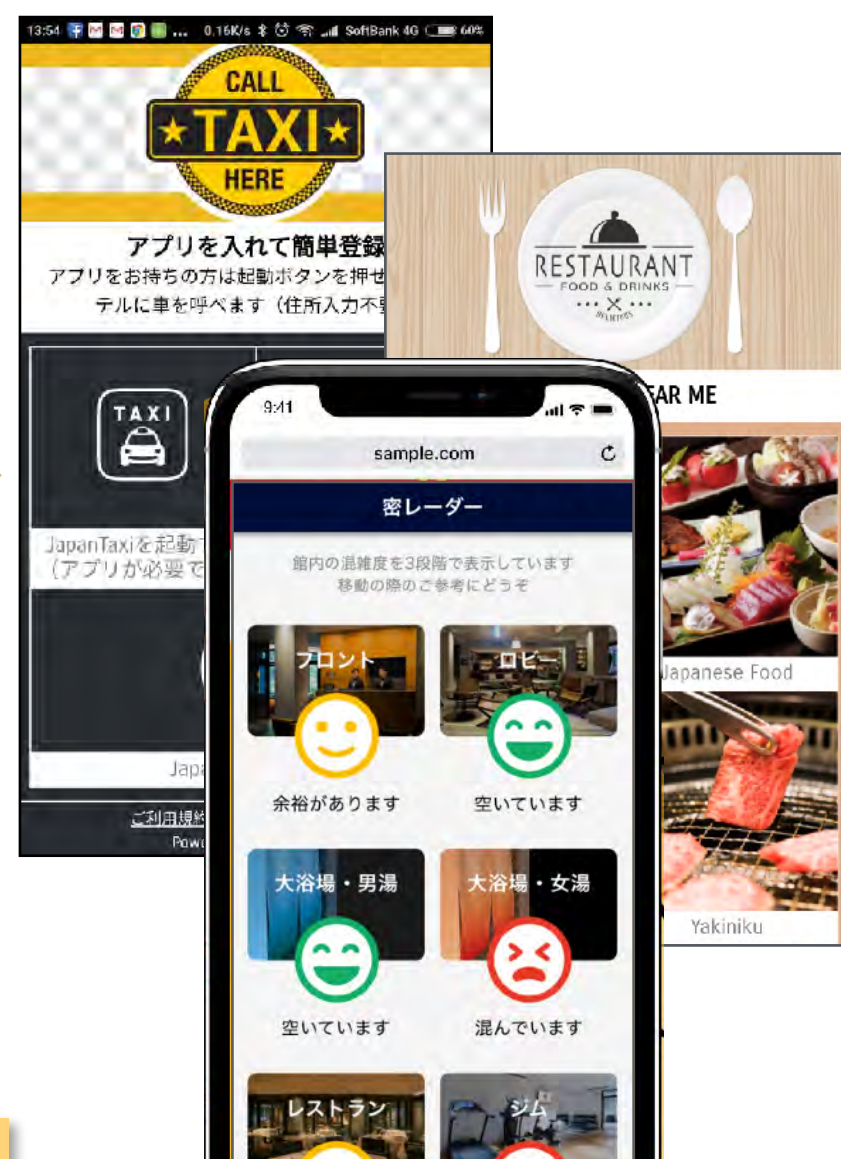 13:54
0.16K/s
SoftBank 4G
60%
CALL
TAXI
HERE
アプリを入れて簡単登録
アプリをお持ちの方は起動ボタンを押せ
テルに車を呼べます（住所入力不
TAXI
JapanTaxiを起動
（アプリが必要で
Japa
ご利用規約
Powe
RESTAURANT
FOOD & DRINKS
DELICIOUS
EAR ME
Japanese Food
Yakiniku
9:41
sample.com
密レーダー
館内の混雑度を3段階で表示しています
移動の際のご参考にどうぞ
フロント
ロビー
余裕があります
空いています
大浴場・男湯
大浴場・女湯
空いています
混んでいます
レストラン
ジム